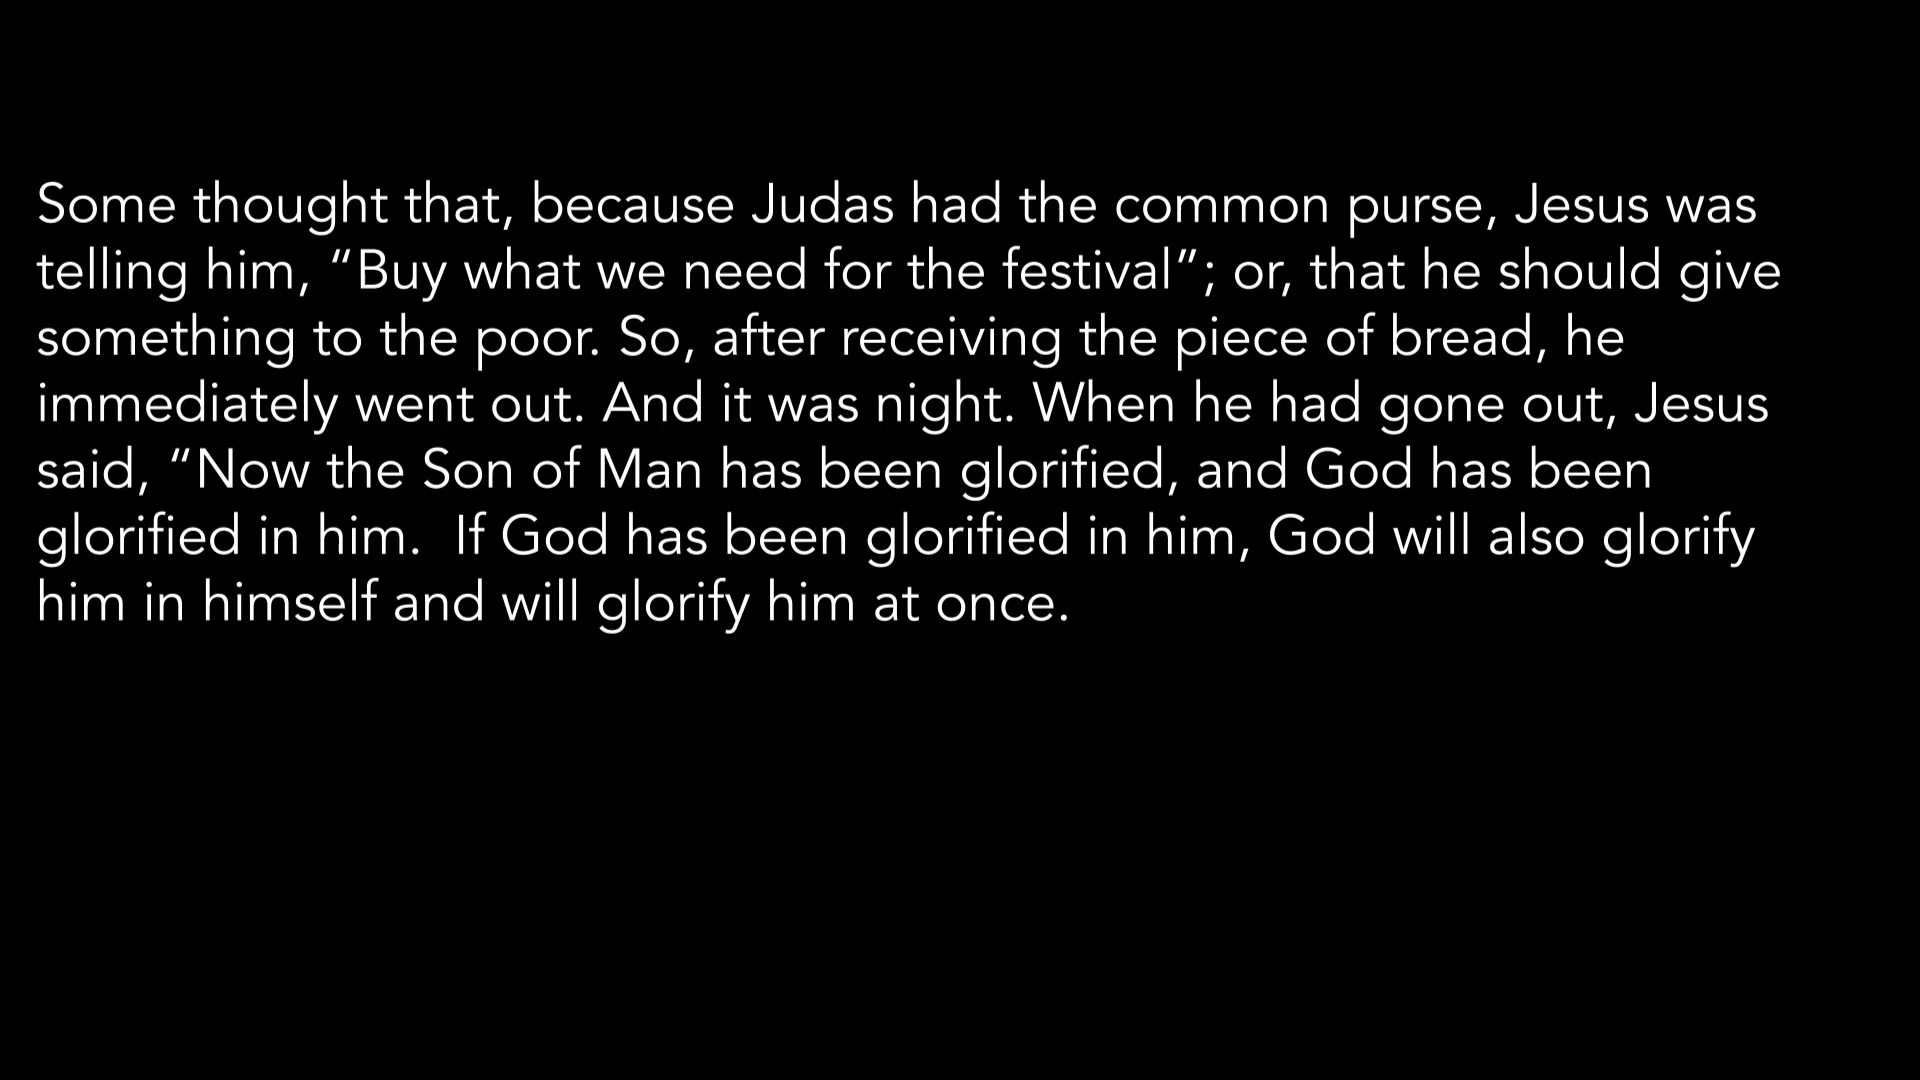 Some thought that, because Judas had the common purse, Jesus was
telling him, “Buy what we need for the festival”; or, that he should give
something to the poor. So, after receiving the piece of bread, he
immediately went out. And it was night. When he had gone out, Jesus
said, “Now the Son of Man has been glorified, and God has been
glorified in him.  If God has been glorified in him, God will also glorify
him in himself and will glorify him at once.